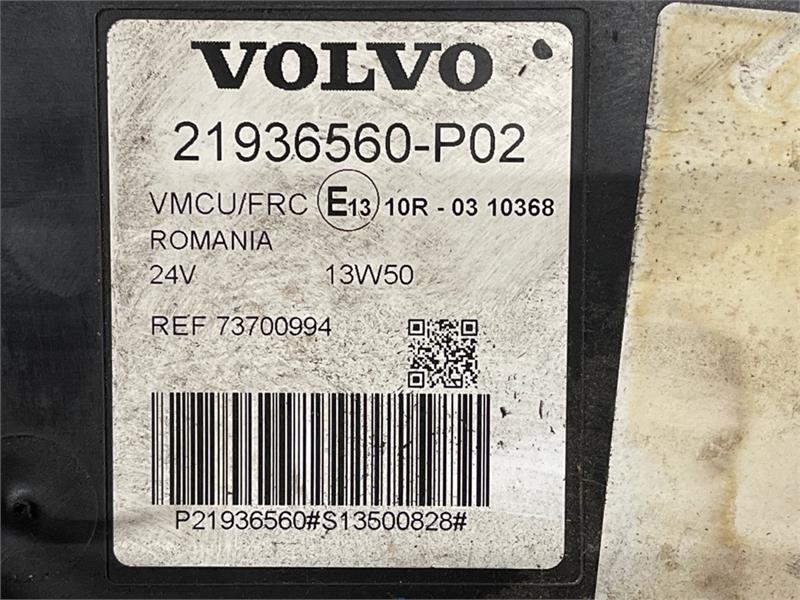 VOLVO
21936560-P02
VMCU/FRC E13 10R - 03 10368
ROMANIA
24V 13W50
REF 73700994
P21936560#S13500828#